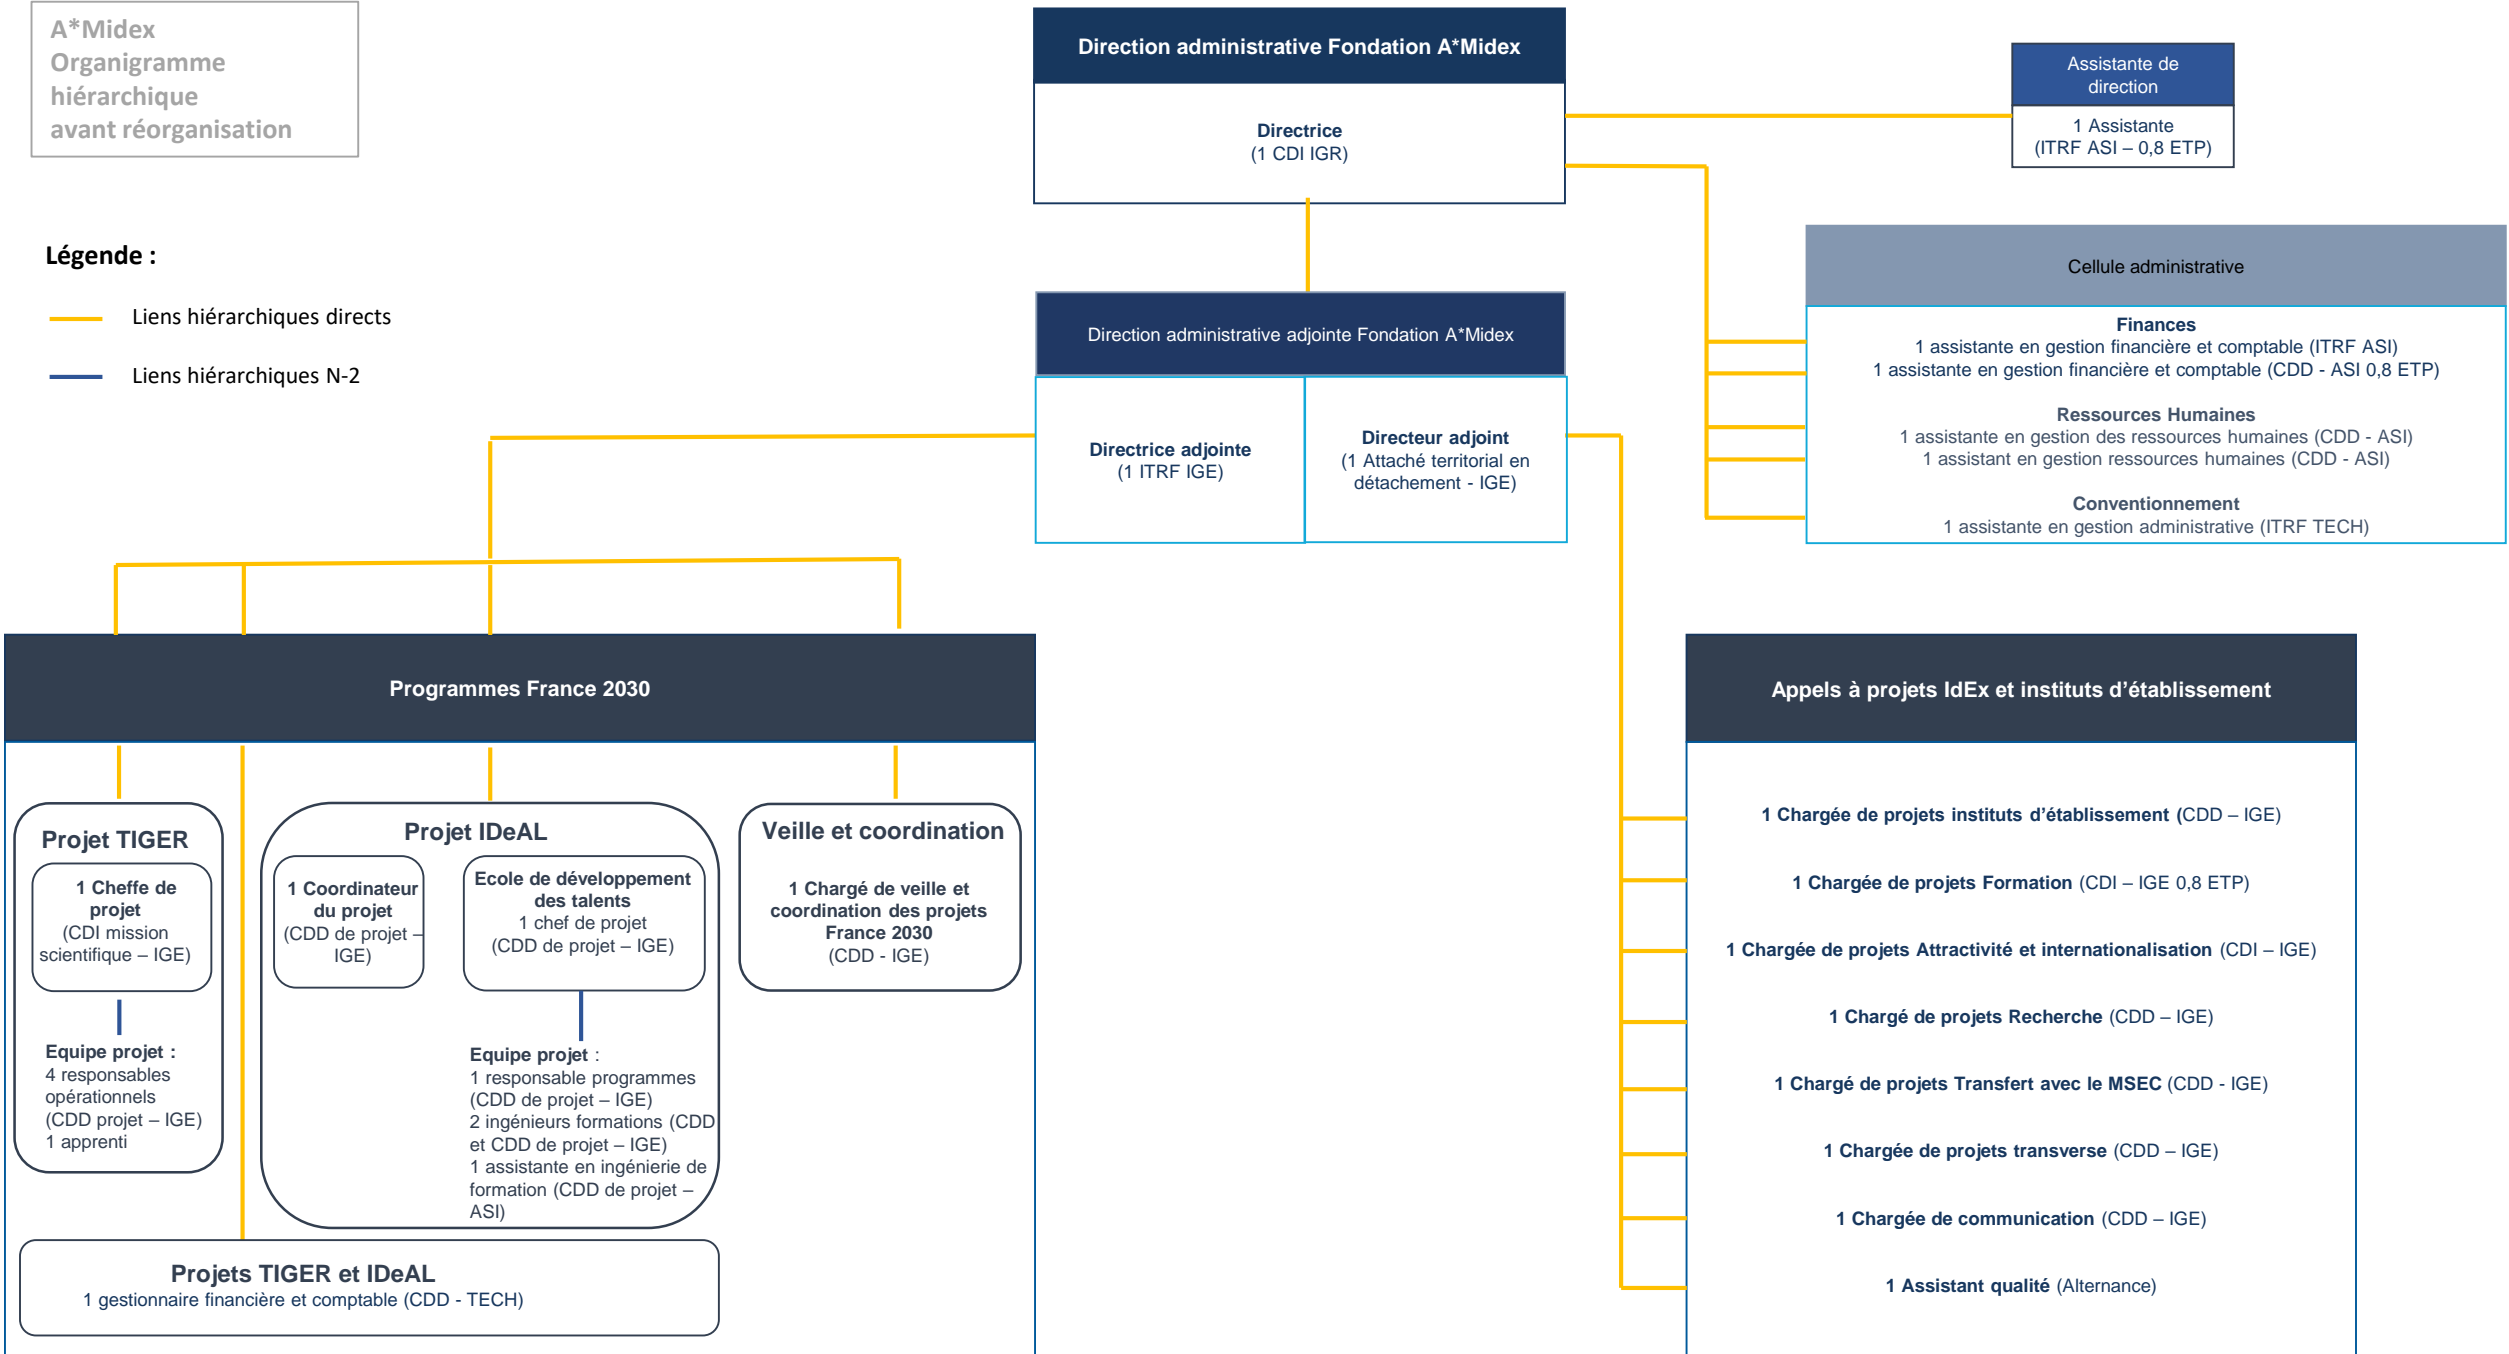 A*Midex
Organigramme
hiérarchique
avant réorganisation
Direction administrative Fondation A*Midex
Directrice
(1 CDI IGR)
Assistante de
direction
1 Assistante
(ITRF ASI – 0,8 ETP)
Légende :
Liens hiérarchiques directs
Liens hiérarchiques N-2
Cellule administrative
Finances
1 assistante en gestion financière et comptable (ITRF ASI)
1 assistante en gestion financière et comptable (CDD - ASI 0,8 ETP)
Ressources Humaines
1 assistante en gestion des ressources humaines (CDD - ASI)
1 assistant en gestion ressources humaines (CDD - ASI)
Conventionnement
1 assistante en gestion administrative (ITRF TECH)
Direction administrative adjointe Fondation A*Midex
Directrice adjointe
(1 ITRF IGE)
Directeur adjoint
(1 Attaché territorial en
détachement - IGE)
Programmes France 2030
Projet TIGER
1 Cheffe de
projet
(CDI mission
scientifique – IGE)
Equipe projet :
4 responsables
opérationnels
(CDD projet – IGE)
1 apprenti
Projet IDeAL
1 Coordinateur
du projet
(CDD de projet –
IGE)
Ecole de développement
des talents
1 chef de projet
(CDD de projet – IGE)
Equipe projet :
1 responsable programmes
(CDD de projet – IGE)
2 ingénieurs formations (CDD
et CDD de projet – IGE)
1 assistante en ingénierie de
formation (CDD de projet –
ASI)
Veille et coordination
1 Chargé de veille et
coordination des projets
France 2030
(CDD - IGE)
Projets TIGER et IDeAL
1 gestionnaire financière et comptable (CDD - TECH)
Appels à projets IdEx et instituts d’établissement
1 Chargée de projets instituts d’établissement (CDD – IGE)
1 Chargée de projets Formation (CDI – IGE 0,8 ETP)
1 Chargée de projets Attractivité et internationalisation (CDI – IGE)
1 Chargé de projets Recherche (CDD – IGE)
1 Chargé de projets Transfert avec le MSEC (CDD - IGE)
1 Chargée de projets transverse (CDD – IGE)
1 Chargée de communication (CDD – IGE)
1 Assistant qualité (Alternance)